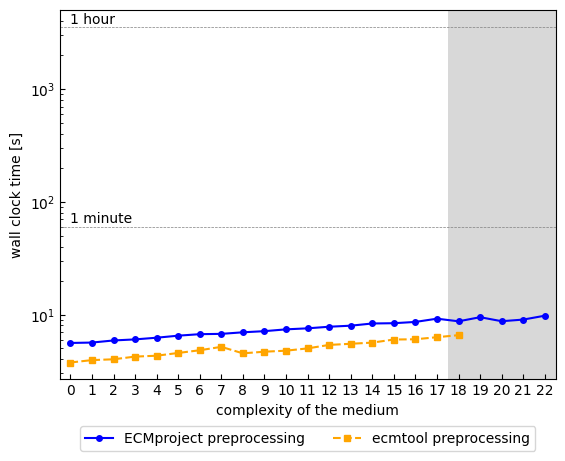 1 hour
10³
10²
1 minute
10¹
wall clock time [s]
0 1 2 3 4 5 6 7 8 9 10 11 12 13 14 15 16 17 18 19 20 21 22
complexity of the medium
ECMproject preprocessing ecmtool preprocessing